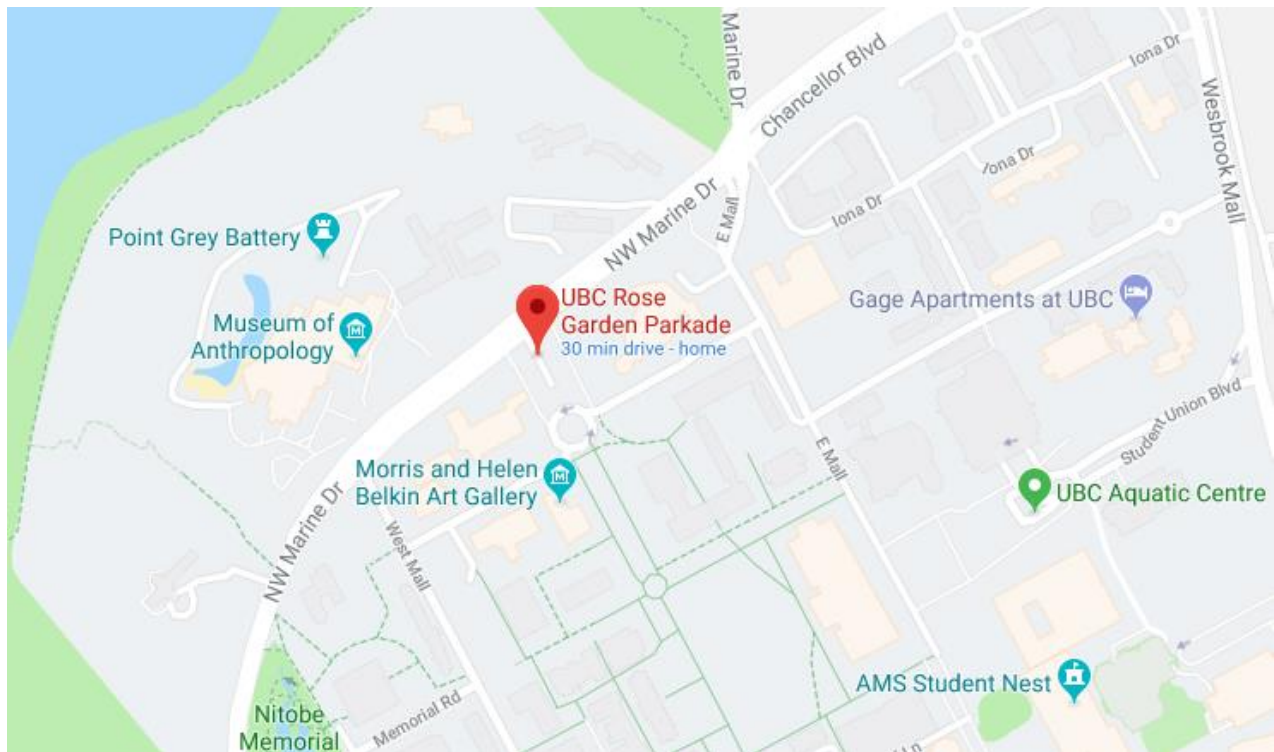 Marine Dr
Chancellor Blvd
Iona Dr
Wesbrook Mall
Iona Dr
NW Marine Dr
E Mall
Iona Dr
Point Grey Battery
UBC Rose
Garden Parkade
30 min drive - home
Gage Apartments at UBC
Museum of
Anthropology
Student Union Blvd
E Mall
Morris and Helen
Belkin Art Gallery
UBC Aquatic Centre
NW Marine Dr
West Mall
AMS Student Nest
Nitobe
Memorial
Memorial Rd
Ln